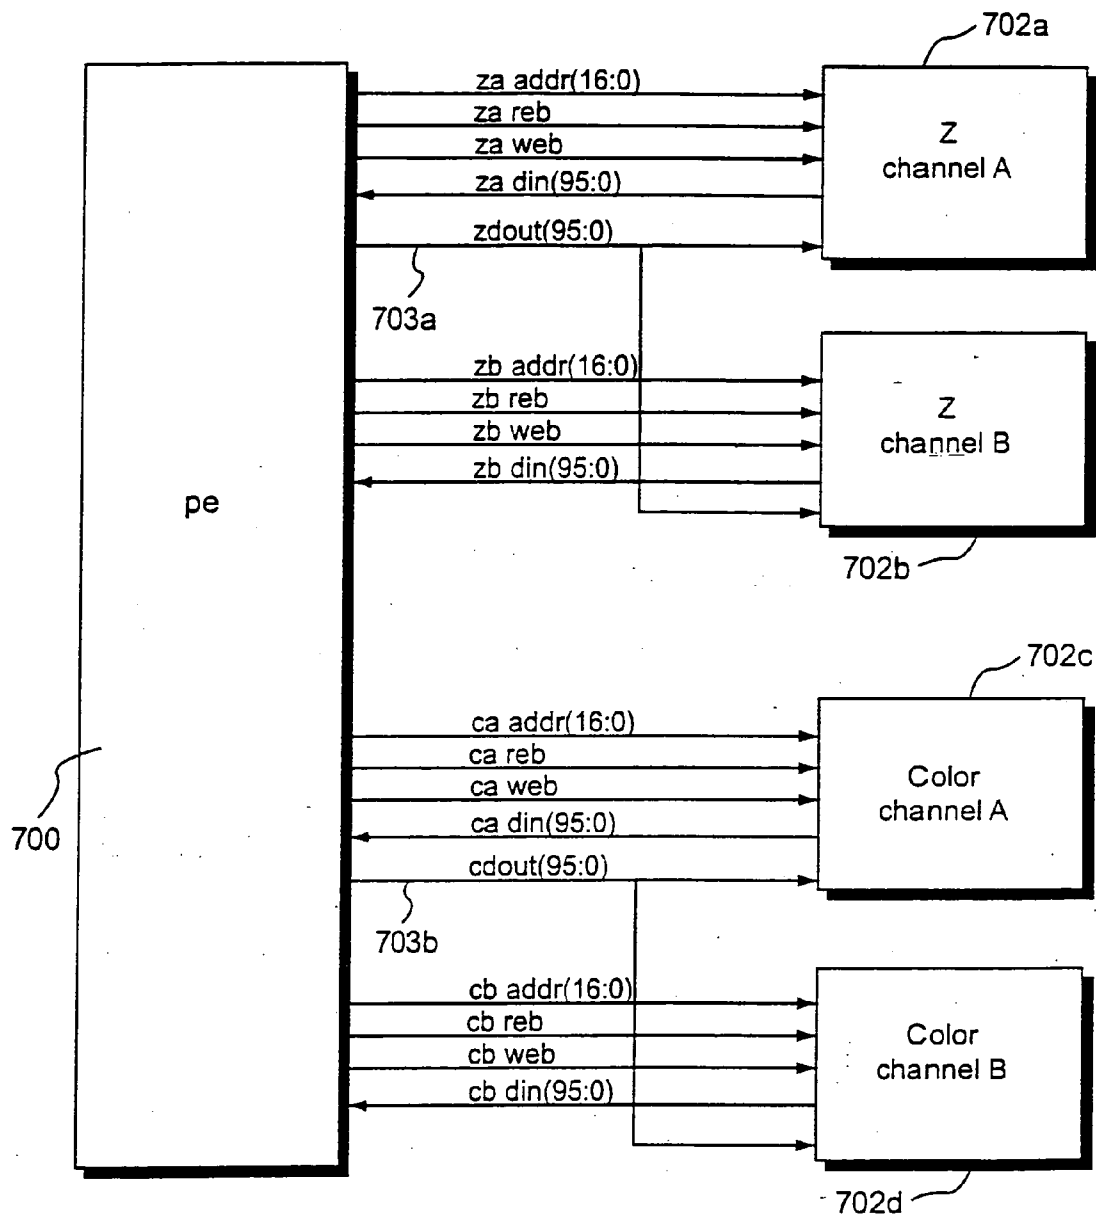 702a
za addr(16:0)
za reb
za web
za din(95:0)
zdout(95:0)
Z
channel A
703a
zb addr(16:0)
zb reb
zb web
zb din(95:0)
Z
channel B
pe
702b
702c
ca addr(16:0)
ca reb
ca web
ca din(95:0)
cdout(95:0)
Color
channel A
700
703b
cb addr(16:0)
cb reb
cb web
cb din(95:0)
Color
channel B
702d